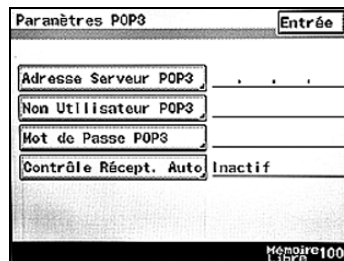 Paramètres POP3
Entrée
Adresse Serveur POP3 . . .
Non Utilisateur POP3
Mot de Passe POP3
Contrôle Récept. Auto Inactif
Mémoire 100
Libre